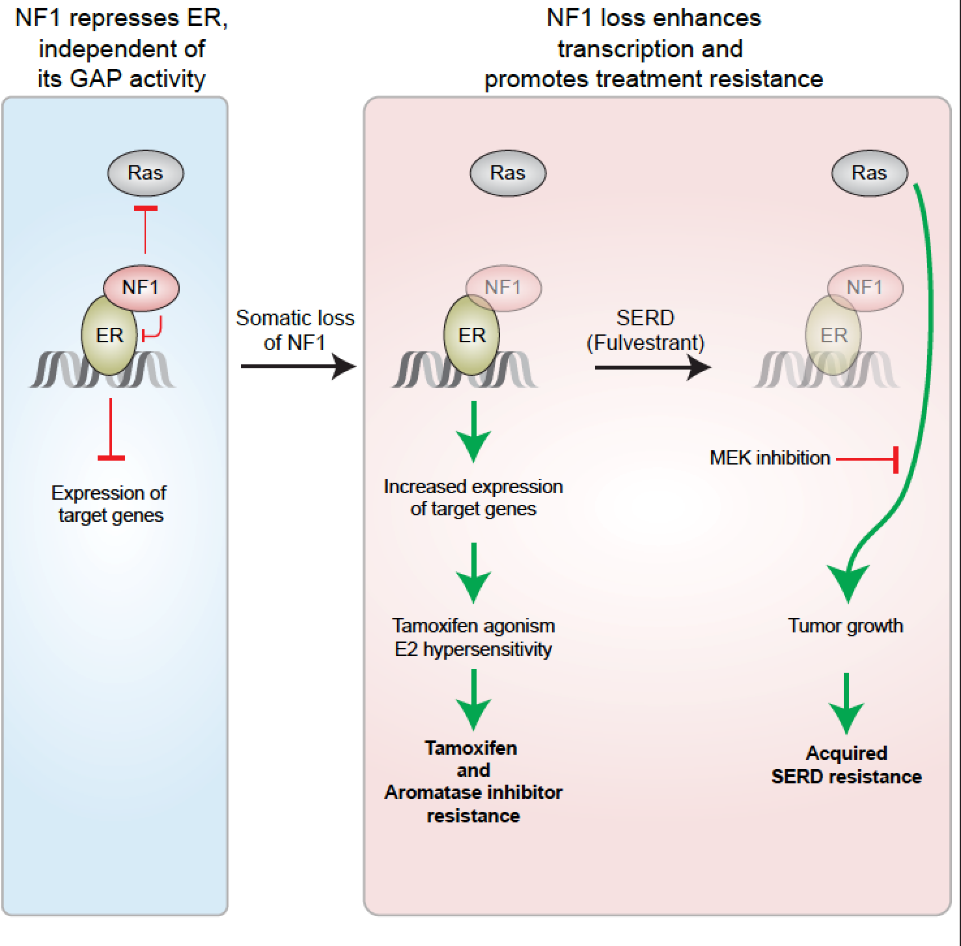 NF1 represses ER,
independent of
its GAP activity
Ras
NF1
ER
Expression of
target genes
Somatic loss
of NF1
NF1 loss enhances
transcription and
promotes treatment resistance
Ras
NF1
ER
Increased expression
of target genes
Tamoxifen agonism
E2 hypersensitivity
Tamoxifen
and
Aromatase inhibitor
resistance
SERD
(Fulvestrant)
Ras
NF1
ER
MEK inhibition
Tumor growth
Acquired
SERD resistance